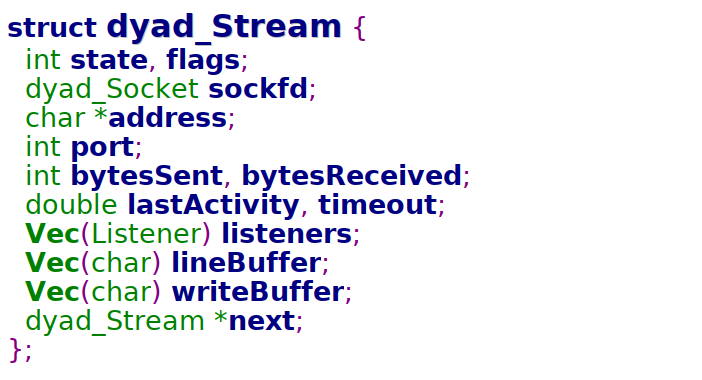 struct dyad_Stream {
  int state, flags;
  dyad_Socket sockfd;
  char *address;
  int port;
  int bytesSent, bytesReceived;
  double lastActivity, timeout;
  Vec(Listener) listeners;
  Vec(char) lineBuffer;
  Vec(char) writeBuffer;
  dyad_Stream *next;
};